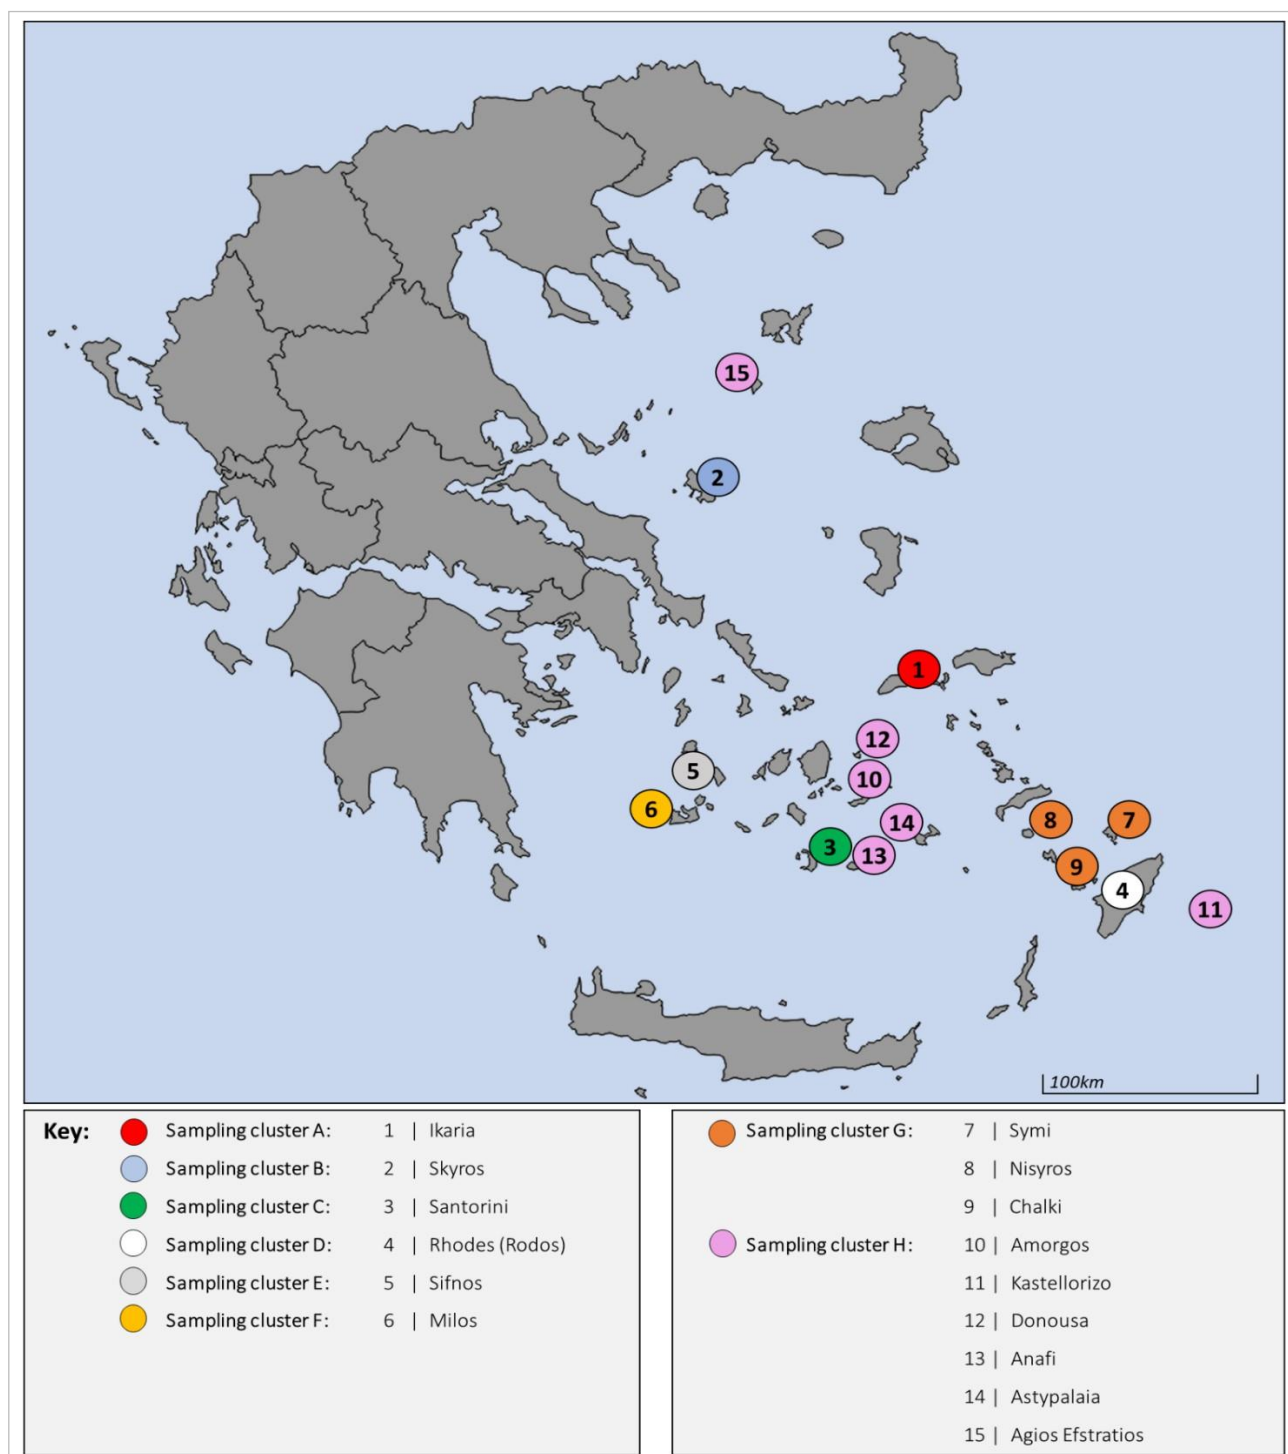 15
2
1
12
5
10
6
8
7
14
3
13
9
4
11
100km
Key:
Sampling cluster A: 1 | Ikaria
Sampling cluster B: 2 | Skyros
Sampling cluster C: 3 | Santorini
Sampling cluster D: 4 | Rhodes (Rodos)
Sampling cluster E: 5 | Sifnos
Sampling cluster F: 6 | Milos
Sampling cluster G: 7 | Symi
8 | Nisyros
9 | Chalki
Sampling cluster H: 10 | Amorgos
11 | Kastellorizo
12 | Donousa
13 | Anafi
14 | Astypalaia
15 | Agios Efstratios